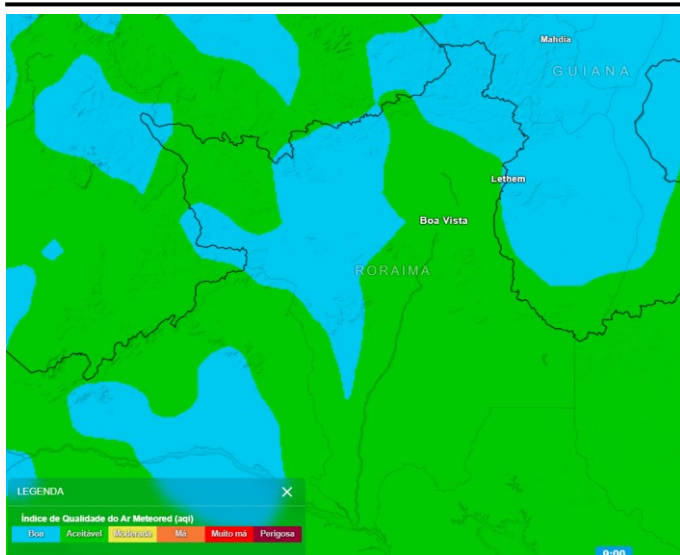 Mahdia
GUIANA
Lethem
Boa Vista
RORAIMA
LEGENDA
Índice de Qualidade do Ar Meteored (aqi)
Boa Aceitável Moderada Má Muito má Perigosa
9:00